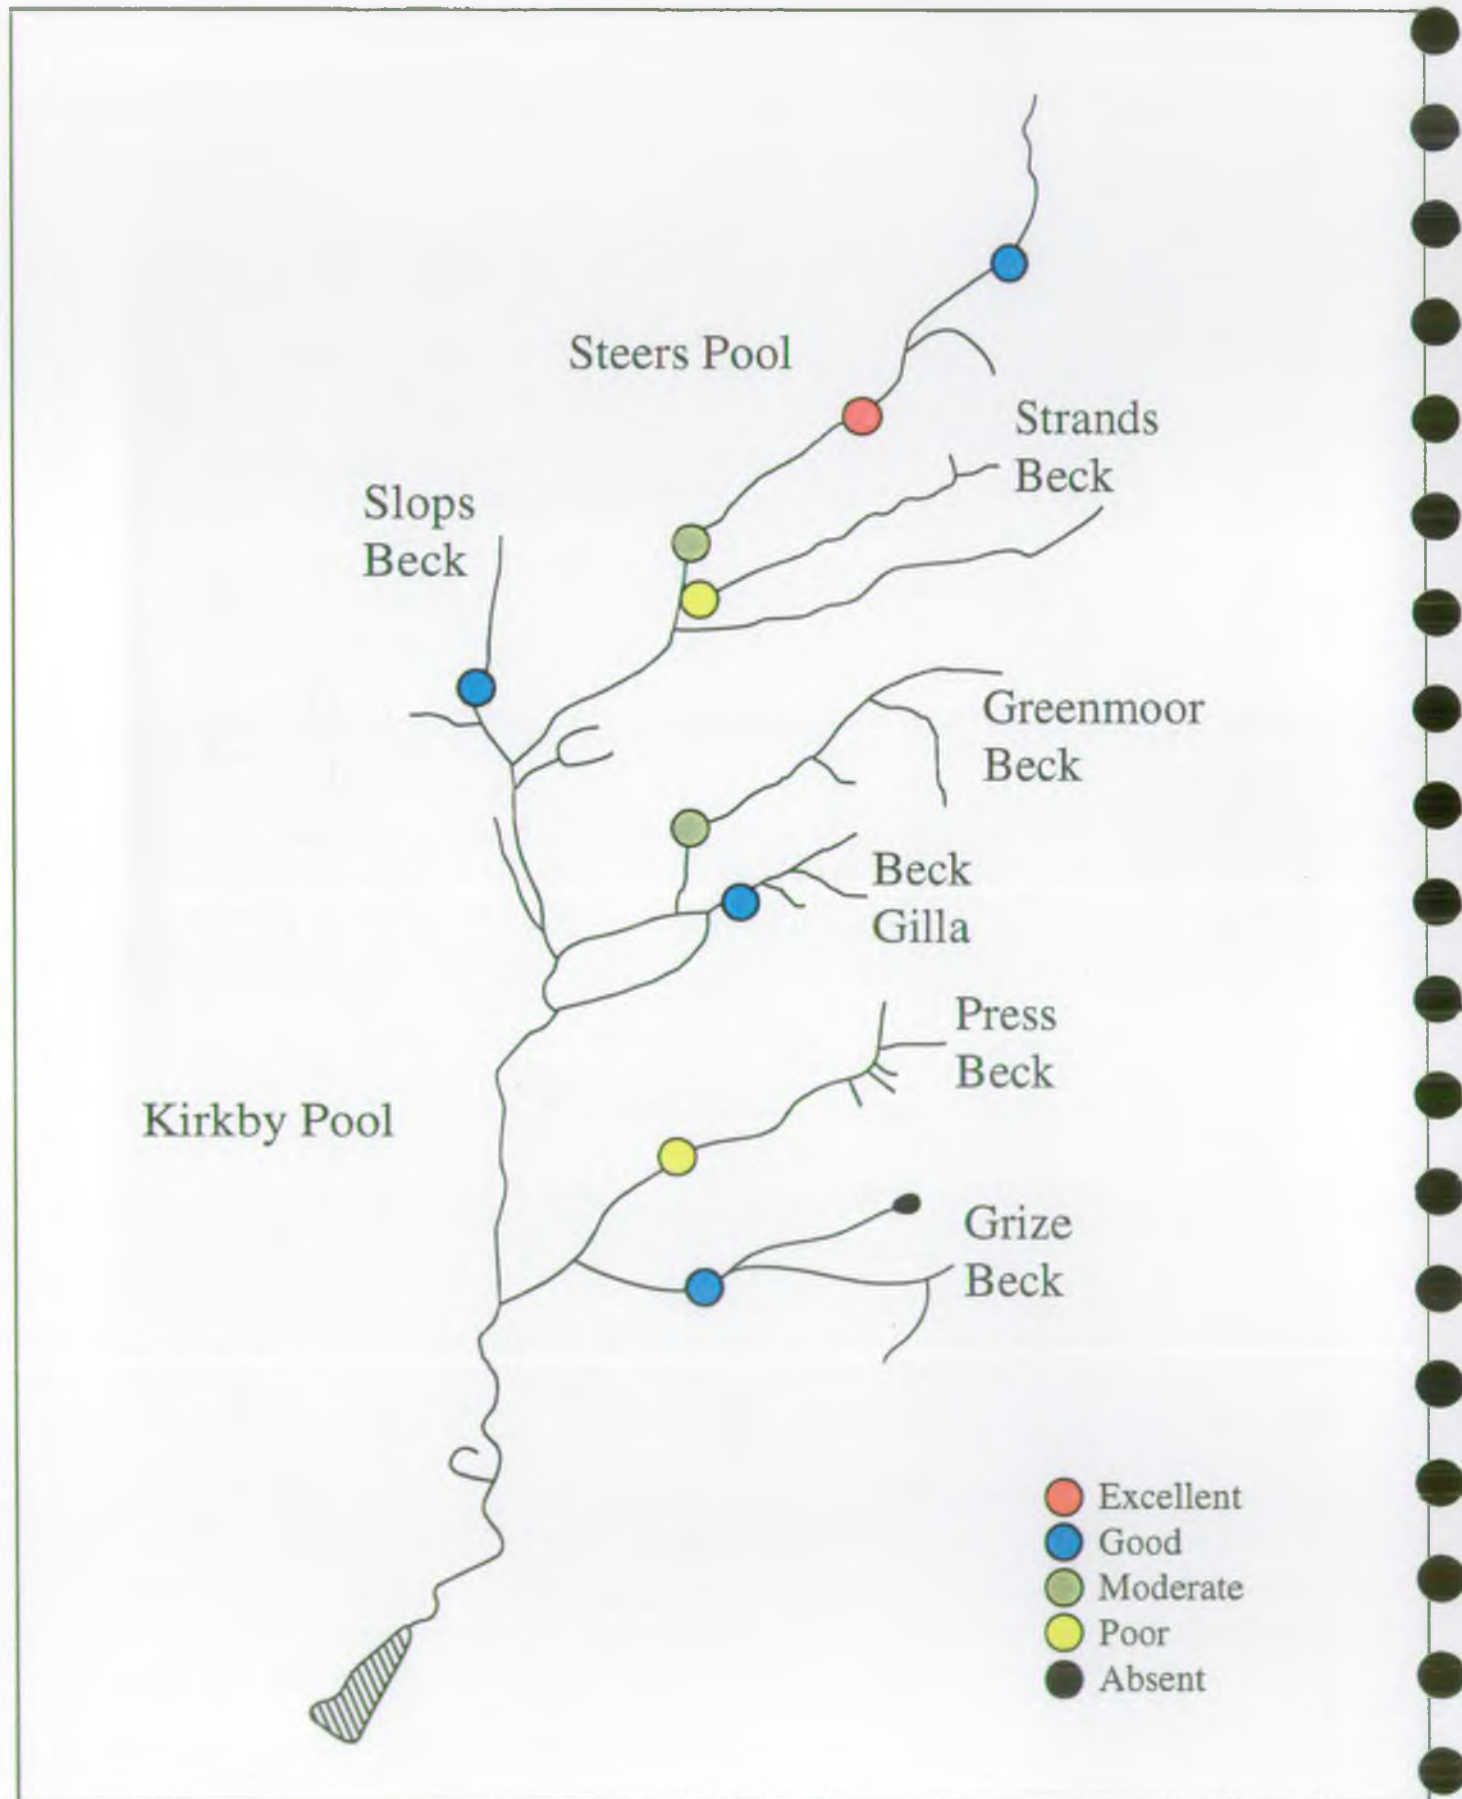 Steers Pool
Strands
Beck
Slops
Beck
Greenmoor
Beck
Beck
Gilla
Press
Beck
Kirkby Pool
Grize
Beck
Excellent
Good
Moderate
Poor
Absent